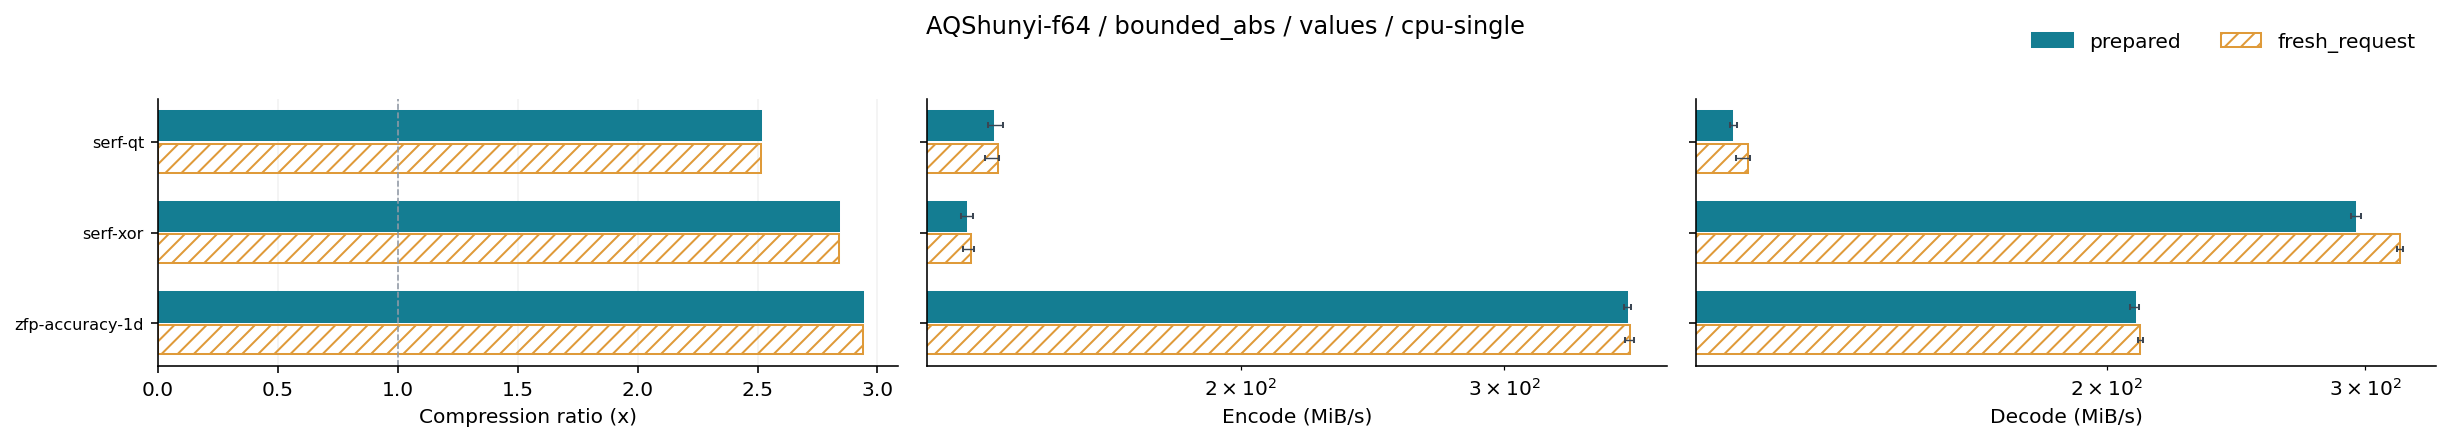 AQShunyi-f64 / bounded_abs / values / cpu-single
prepared
fresh_request
serf-qt
serf-xor
zfp-accuracy-1d
0.0 0.5 1.0 1.5 2.0 2.5 3.0
Compression ratio (x)
2 × 10² 3 × 10²
Encode (MiB/s)
2 × 10² 3 × 10²
Decode (MiB/s)